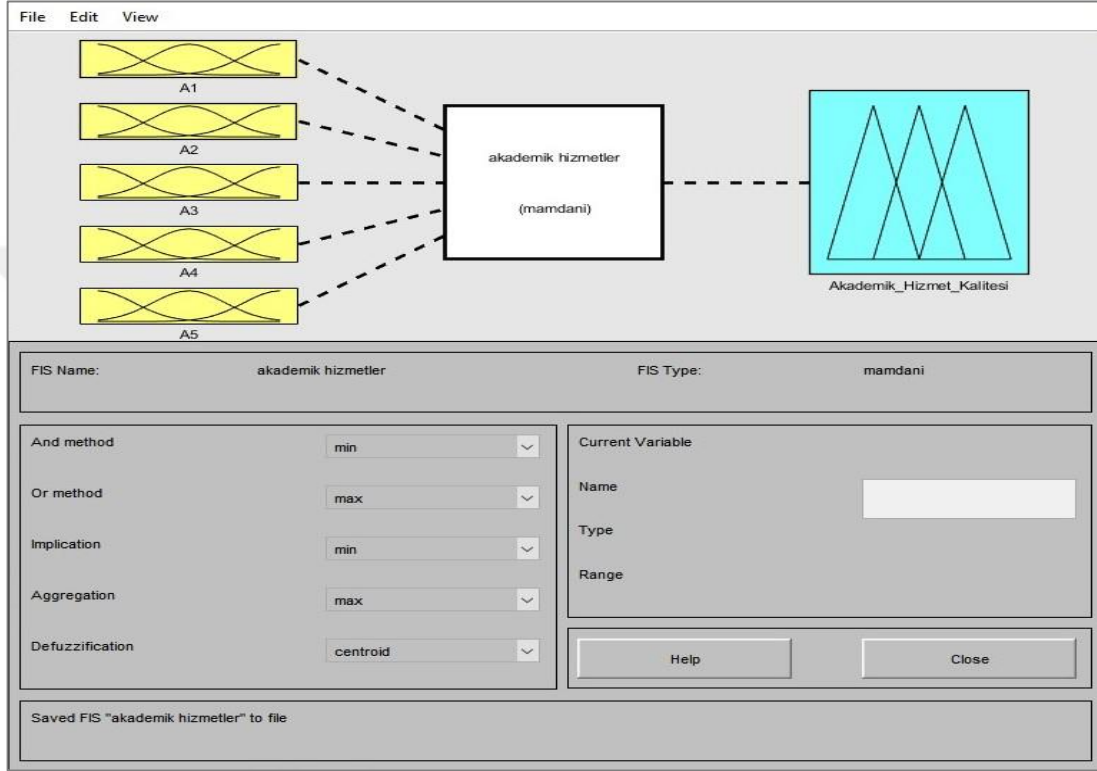 File Edit View
A1
A2
A3
A4
A5
akademik hizmetler
(mamdani)
Akademik_Hizmet_Kalitesi
FIS Name: akademik hizmetler FIS Type: mamdani
And method min
Or method max
Implication min
Aggregation max
Defuzzification centroid
Current Variable
Name
Type
Range
Help Close
Saved FIS "akademik hizmetler" to file